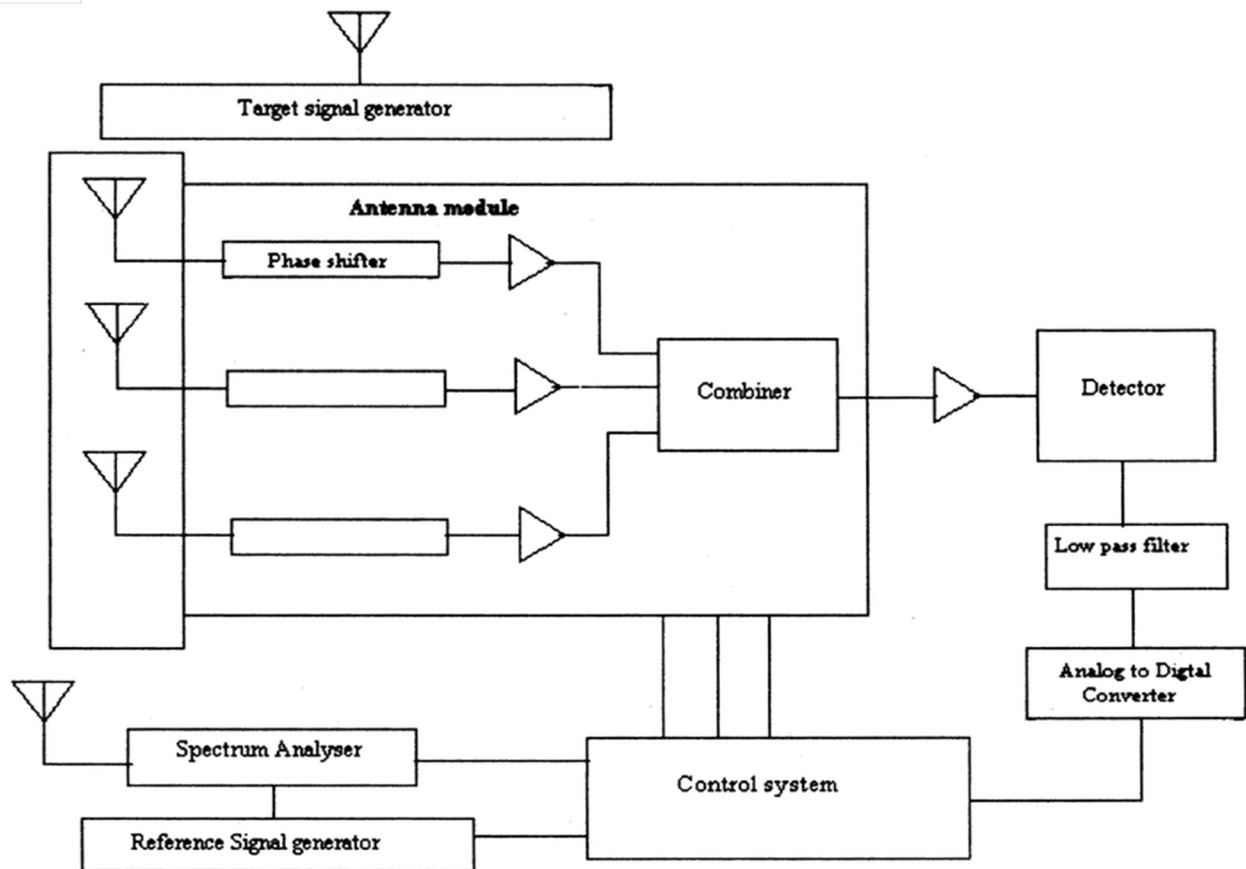 Target signal generator
Antenna module
Phase shifter
Combiner
Detector
Low pass filter
Analog to Digtal
Converter
Spectrum Analyser
Control system
Reference Signal generator